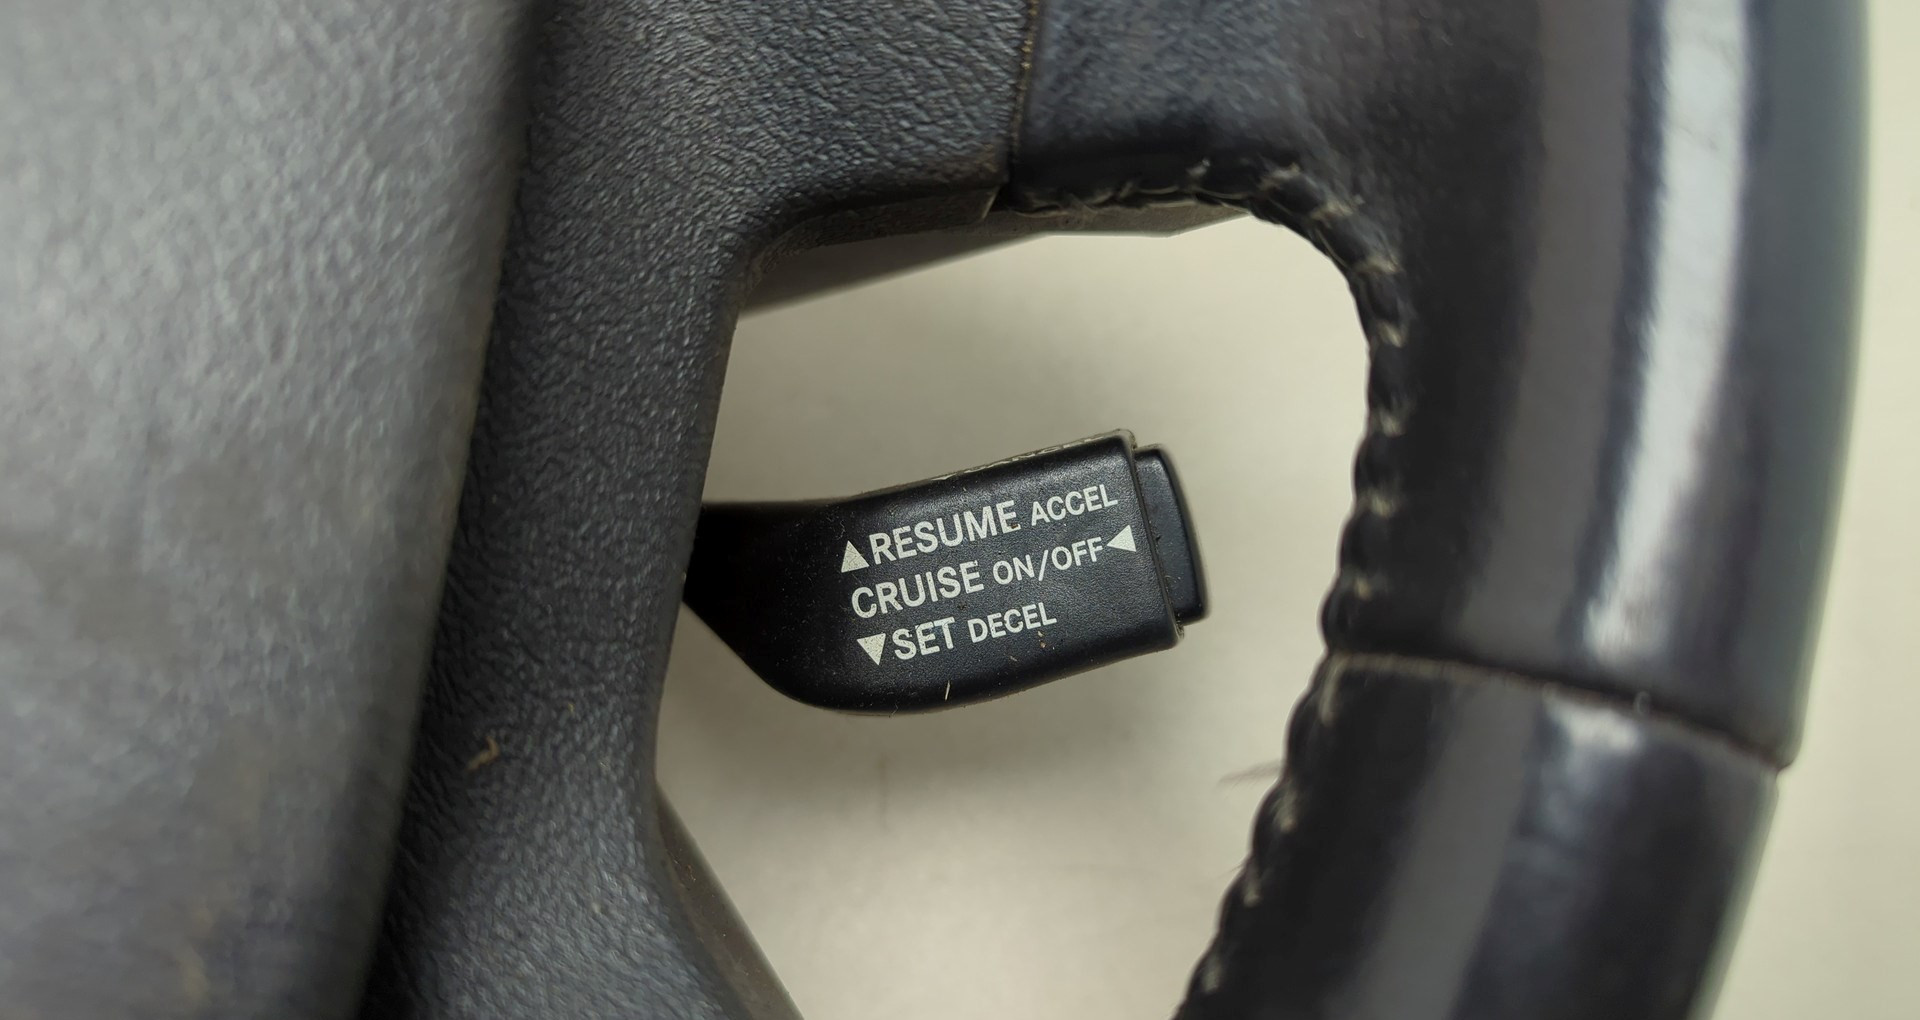 ▲RESUME ACCEL
CRUISE ON/OFF◀
▼SET DECEL